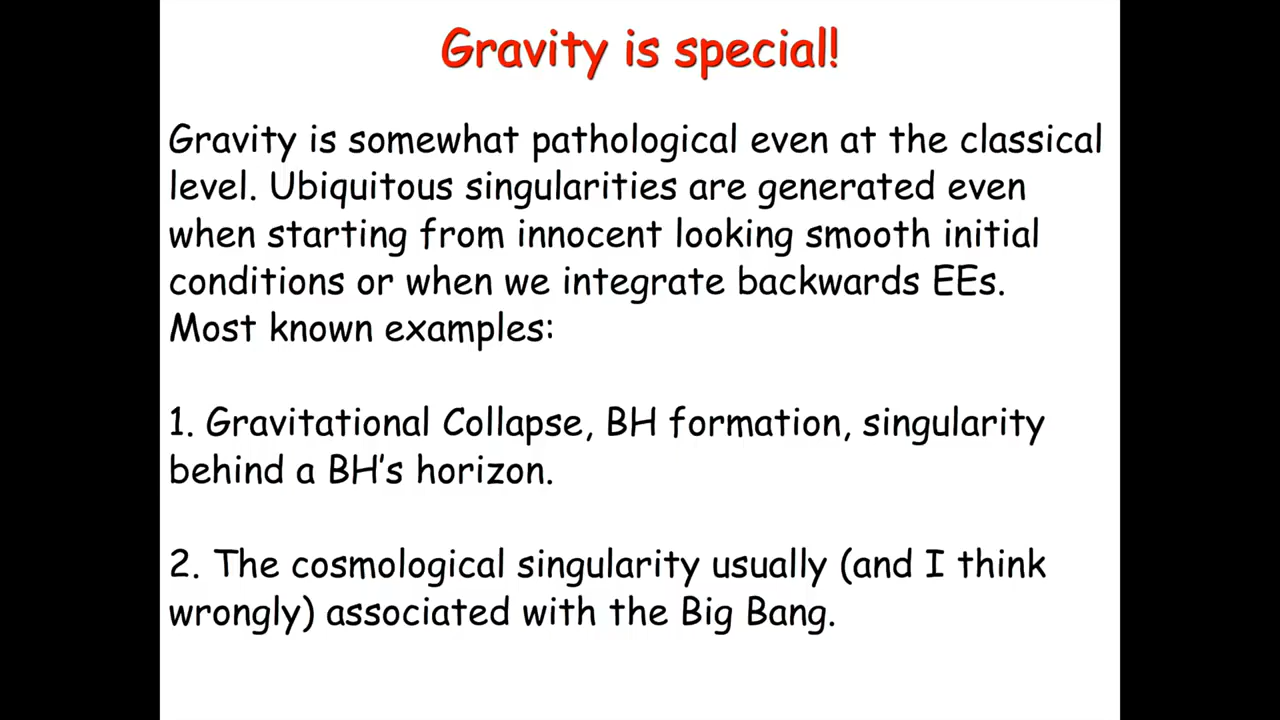 Gravity is special!
Gravity is somewhat pathological even at the classical
level. Ubiquitous singularities are generated even
when starting from innocent looking smooth initial
conditions or when we integrate backwards EEs.
Most known examples:
1. Gravitational Collapse, BH formation, singularity
behind a BH's horizon.
2. The cosmological singularity usually (and I think
wrongly) associated with the Big Bang.